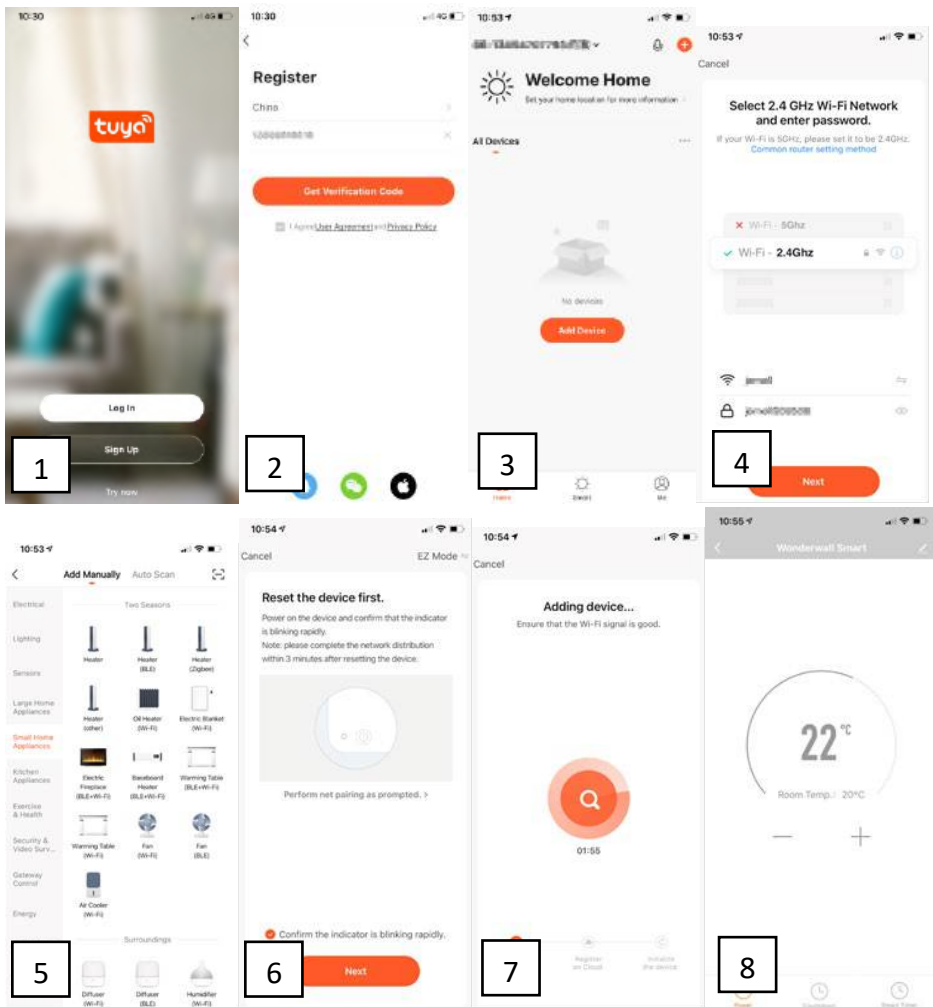 10:30
4G
tuya
Log In
Sign Up
Try now
1
10:30
4G
Register
China
Get Verification Code
I Agree User Agreement and Privacy Policy
2
10:53
Welcome Home
Set your home location for more information
All Devices
No devices
Add Device
Home
Smart
Me
3
10:53
Cancel
Select 2.4 GHz Wi-Fi Network
and enter password.
If your Wi-Fi is 5GHz, please set it to be 2.4GHz.
Common router setting method
Wi-Fi - 5Ghz
Wi-Fi - 2.4Ghz
Next
4
10:53
Add Manually Auto Scan
Electrical
Lighting
Sensors
Large Home
Appliances
Small Home
Appliances
Kitchen
Appliances
Exercise
& Health
Security &
Video Surv...
Gateway
Control
Energy
Two Seasons
Heater
Heater
(BLE)
Heater
(Zigbee)
Heater
(other)
Oil Heater
(Wi-Fi)
Electric Blanket
(Wi-Fi)
Electric
Fireplace
(BLE+Wi-Fi)
Baseboard
Heater
(BLE+Wi-Fi)
Warming Table
(BLE+Wi-Fi)
Warming Table
(Wi-Fi)
Fan
(Wi-Fi)
Fan
(BLE)
Air Cooler
(Wi-Fi)
Surroundings
Diffuser
(Wi-Fi)
Diffuser
(BLE)
Humidifier
(Wi-Fi)
5
10:54
Cancel
EZ Mode
Reset the device first.
Power on the device and confirm that the indicator
is blinking rapidly.
Note: please complete the network distribution
within 3 minutes after resetting the device.
Perform net pairing as prompted. >
Confirm the indicator is blinking rapidly.
Next
6
10:54
Cancel
Adding device...
Ensure that the Wi-Fi signal is good.
01:55
Register
on Cloud
Initialize
the device
7
10:55
Wonderwall Smart
22 °C
Room Temp.: 20°C
8